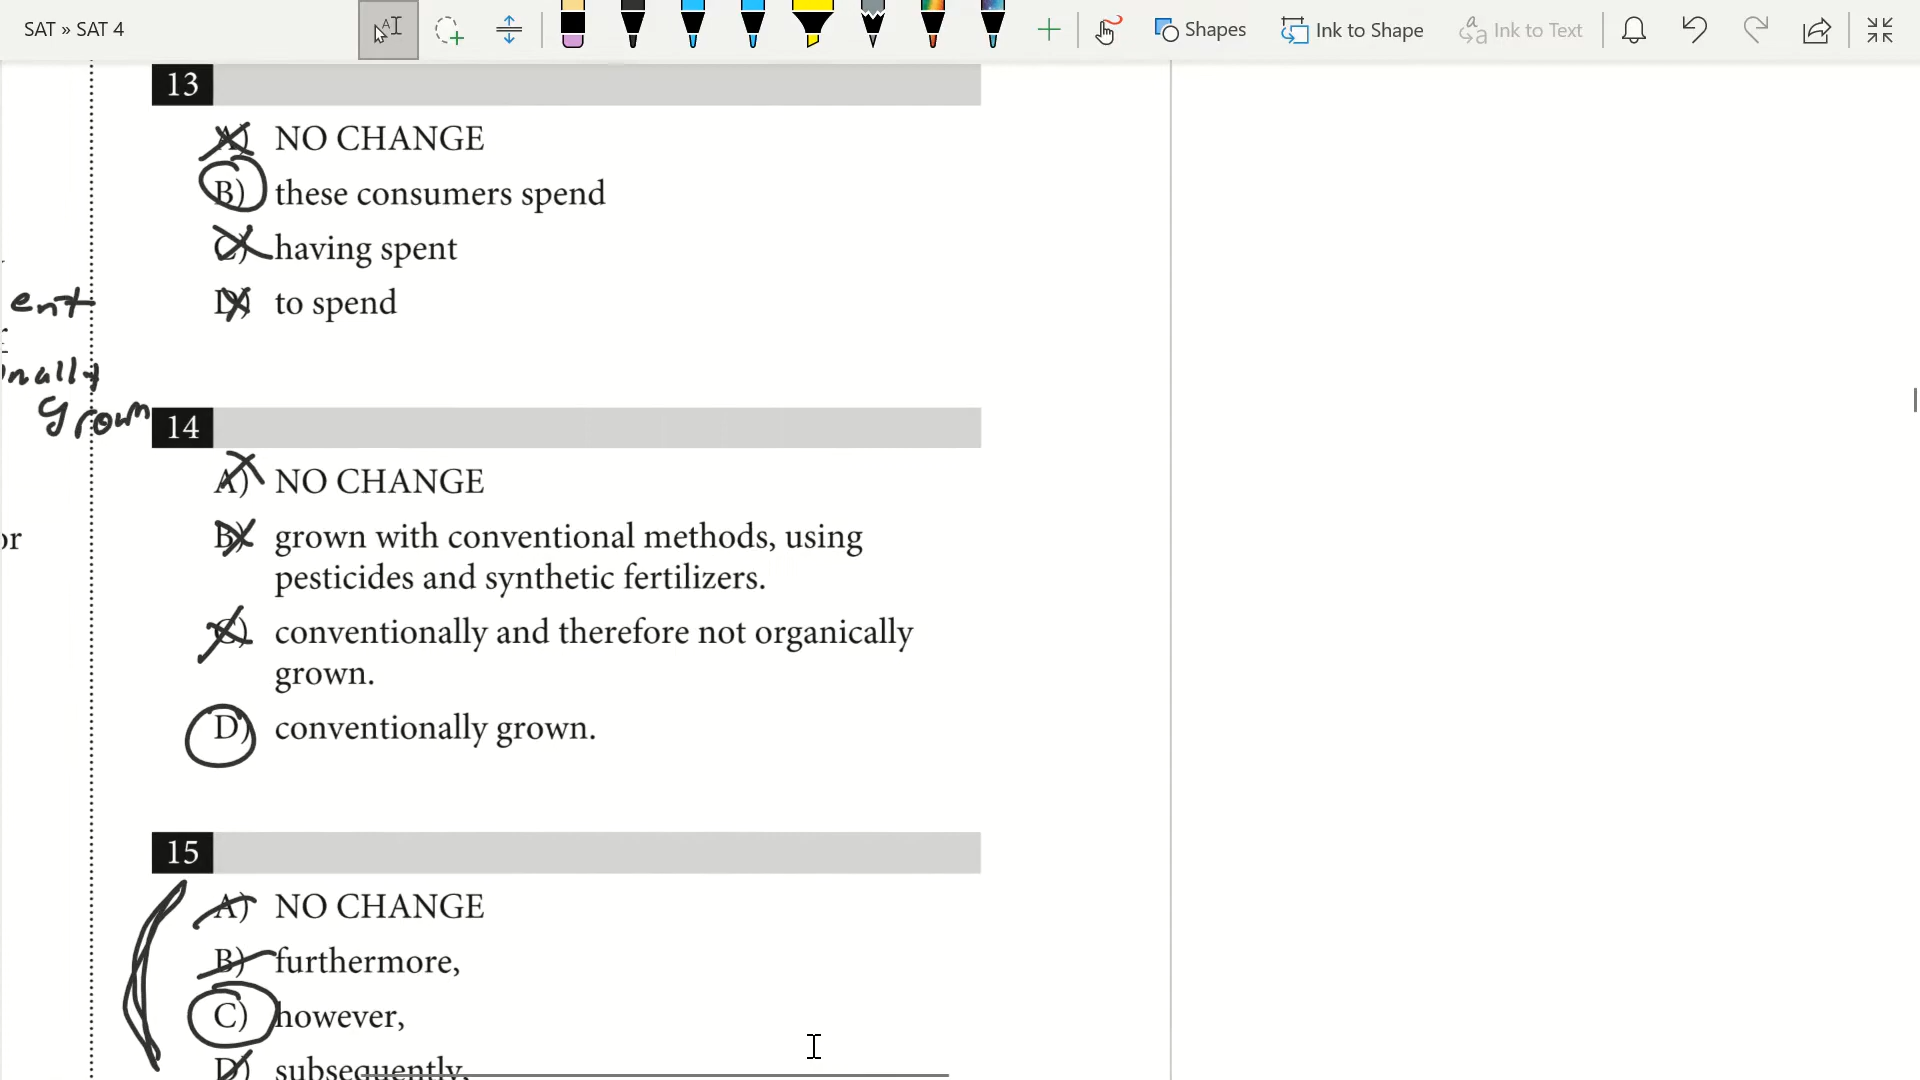 SAT » SAT 4
Shapes
Ink to Shape
Ink to Text
13
A) NO CHANGE
B) these consumers spend
C) having spent
D) to spend
ent
nally
grown
14
A) NO CHANGE
B) grown with conventional methods, using
pesticides and synthetic fertilizers.
C) conventionally and therefore not organically
grown.
D) conventionally grown.
or
15
A) NO CHANGE
B) furthermore,
C) however,
D) subsequently,